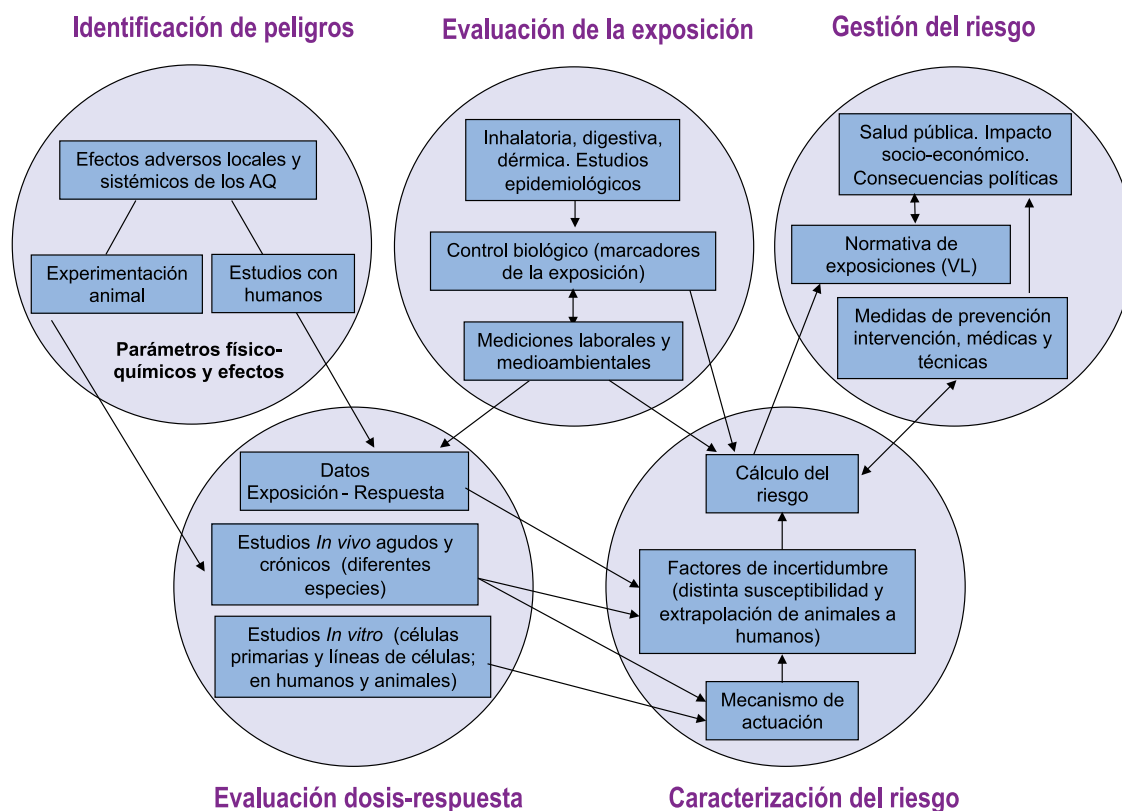 Identificación de peligros
Efectos adversos locales y
sistémicos de los AQ
Experimentación
animal
Estudios con
humanos
Parámetros físico-
químicos y efectos
Evaluación de la exposición
Inhalatoria, digestiva,
dérmica. Estudios
epidemiológicos
Control biológico (marcadores
de la exposición)
Mediciones laborales y
medioambientales
Gestión del riesgo
Salud pública. Impacto
socio-económico.
Consecuencias políticas
Normativa de
exposiciones (VL)
Medidas de prevención
intervención, médicas y
técnicas
Datos
Exposición - Respuesta
Estudios In vivo agudos y
crónicos (diferentes
especies)
Estudios In vitro (células
primarias y líneas de células;
en humanos y animales)
Evaluación dosis-respuesta
Cálculo del
riesgo
Factores de incertidumbre
(distinta susceptibilidad y
extrapolación de animales a
humanos)
Mecanismo de
actuación
Caracterización del riesgo